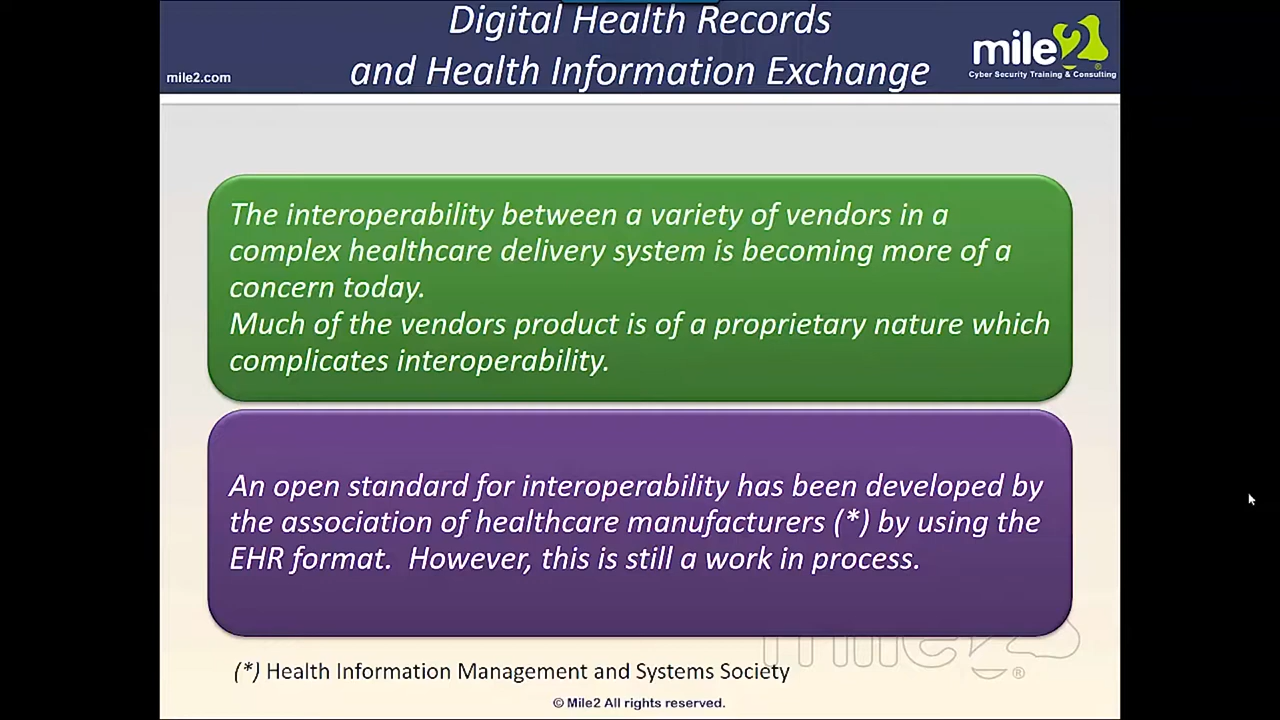 Digital Health Records
and Health Information Exchange
mile2.com
mile2
Cyber Security Training & Consulting
The interoperability between a variety of vendors in a
complex healthcare delivery system is becoming more of a
concern today.
Much of the vendors product is of a proprietary nature which
complicates interoperability.
An open standard for interoperability has been developed by
the association of healthcare manufacturers (*) by using the
EHR format.  However, this is still a work in process.
mile2
®
(*) Health Information Management and Systems Society
© Mile2 All rights reserved.